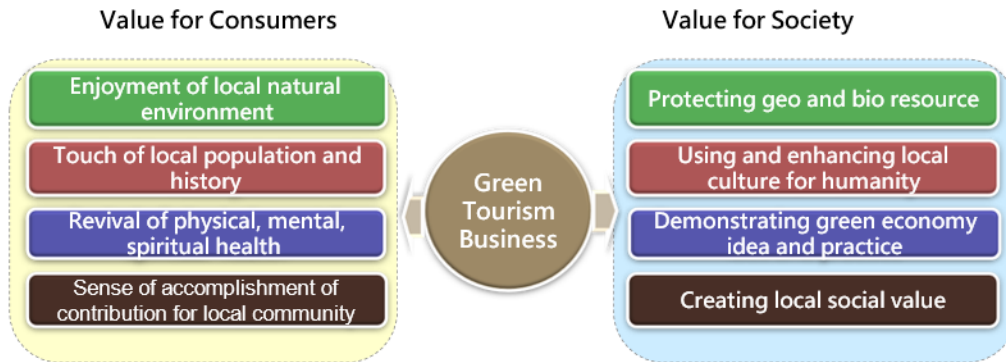 Value for Consumers
Value for Society
Enjoyment of local natural
environment
Touch of local population and
history
Revival of physical, mental,
spiritual health
Sense of accomplishment of
contribution for local community
Green
Tourism
Business
Protecting geo and bio resource
Using and enhancing local
culture for humanity
Demonstrating green economy
idea and practice
Creating local social value